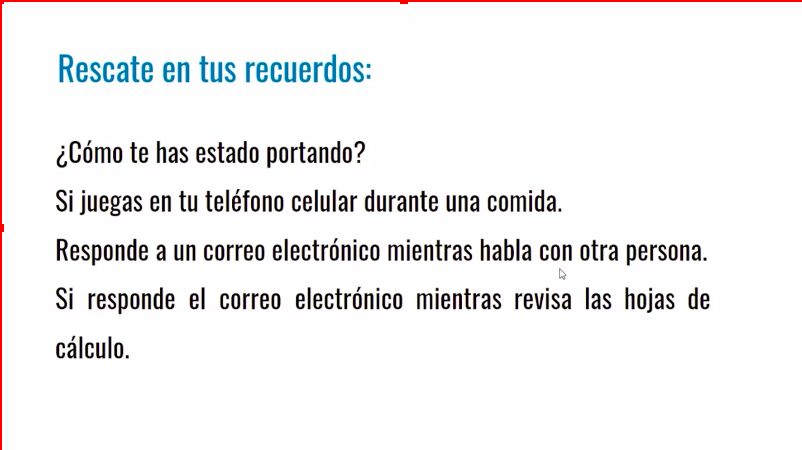 Rescate en tus recuerdos:
¿Cómo te has estado portando?
Si juegas en tu teléfono celular durante una comida.
Responde a un correo electrónico mientras habla con otra persona.
Si responde el correo electrónico mientras revisa las hojas de
cálculo.